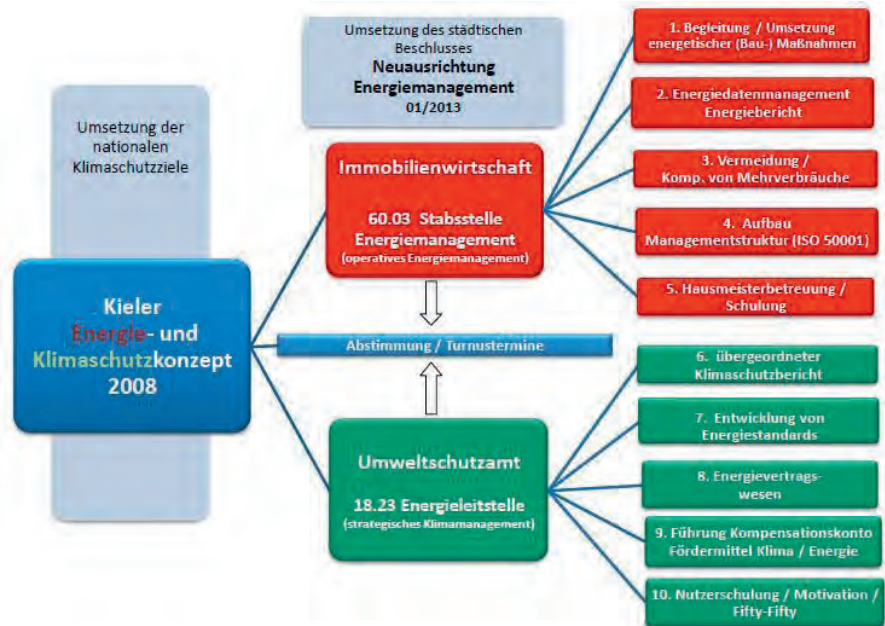 Umsetzung der
nationalen
Klimaschutzziele
Kieler
Energie- und
Klimaschutzkonzept
2008
Umsetzung des städtischen
Beschlusses
Neuausrichtung
Energiemanagement
01/2013
Immobilienwirtschaft
60.03 Stabsstelle
Energiemanagement
(operatives Energiemanagement)
Abstimmung / Turnustermine
Umweltschutzamt
18.23 Energieleitstelle
(strategisches Klimamanagement)
1. Begleitung / Umsetzung
energetischer (Bau-) Maßnahmen
2. Energiedatenmanagement
Energiebericht
3. Vermeidung /
Komp. von Mehrverbräuche
4. Aufbau
Managementstruktur (ISO 50001)
5. Hausmeisterbetreuung /
Schulung
6. übergeordneter
Klimaschutzbericht
7. Entwicklung von
Energiestandards
8. Energievertrags-
wesen
9. Führung Kompensationskonto
Fördermittel Klima / Energie
10. Nutzerschulung / Motivation /
Fifty-Fifty